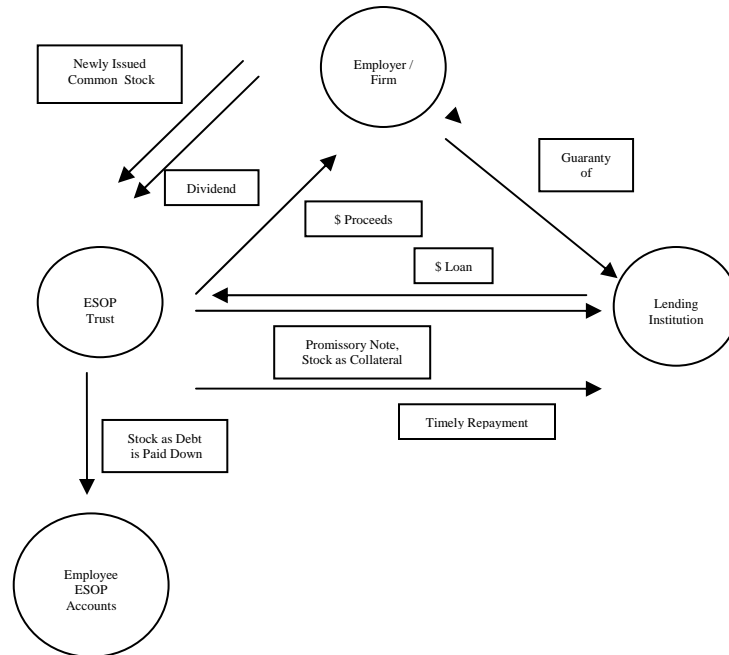 Newly Issued
Common Stock
Employer /
Firm
Guaranty
of
Dividend
$ Proceeds
$ Loan
ESOP
Trust
Lending
Institution
Promissory Note,
Stock as Collateral
Timely Repayment
Stock as Debt
is Paid Down
Employee
ESOP
Accounts